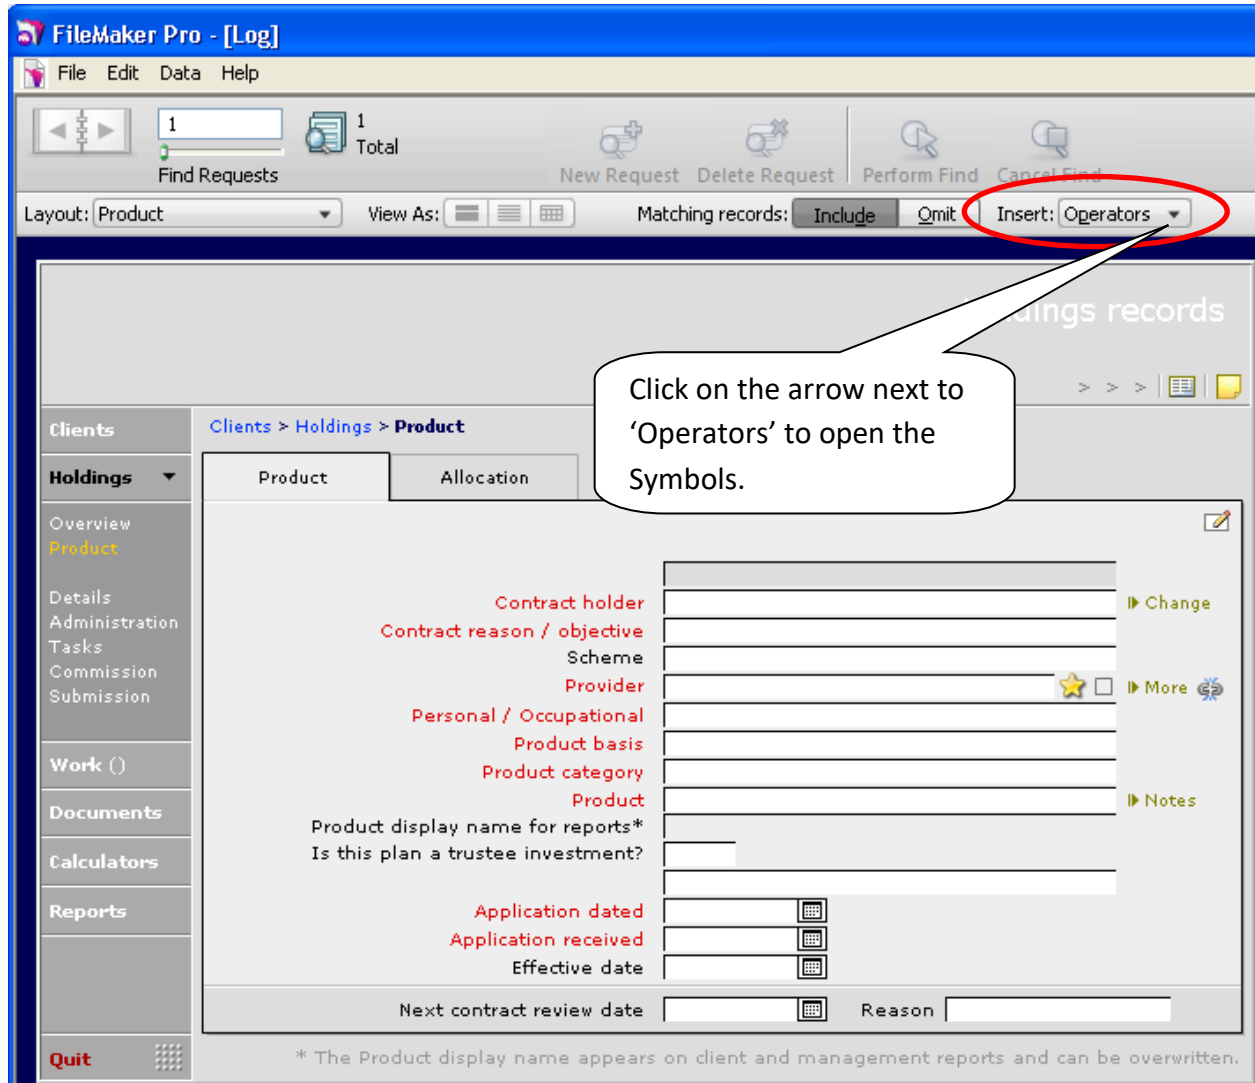 FileMaker Pro - [Log]
File Edit Data Help
1
1
Total
Find Requests
New Request Delete Request Perform Find Cancel Find
Layout: Product View As: Matching records: Include Omit Insert: Operators
records
Click on the arrow next to
‘Operators’ to open the
Symbols.
> > >
Clients
Clients > Holdings > Product
Holdings
Product Allocation
Overview
Product
Details
Administration
Tasks
Commission
Submission
Work ()
Documents
Calculators
Reports
Quit
Contract holder
Change
Contract reason / objective
Scheme
Provider
More
Personal / Occupational
Product basis
Product category
Product
Notes
Product display name for reports*
Is this plan a trustee investment?
Application dated
Application received
Effective date
Next contract review date Reason
* The Product display name appears on client and management reports and can be overwritten.